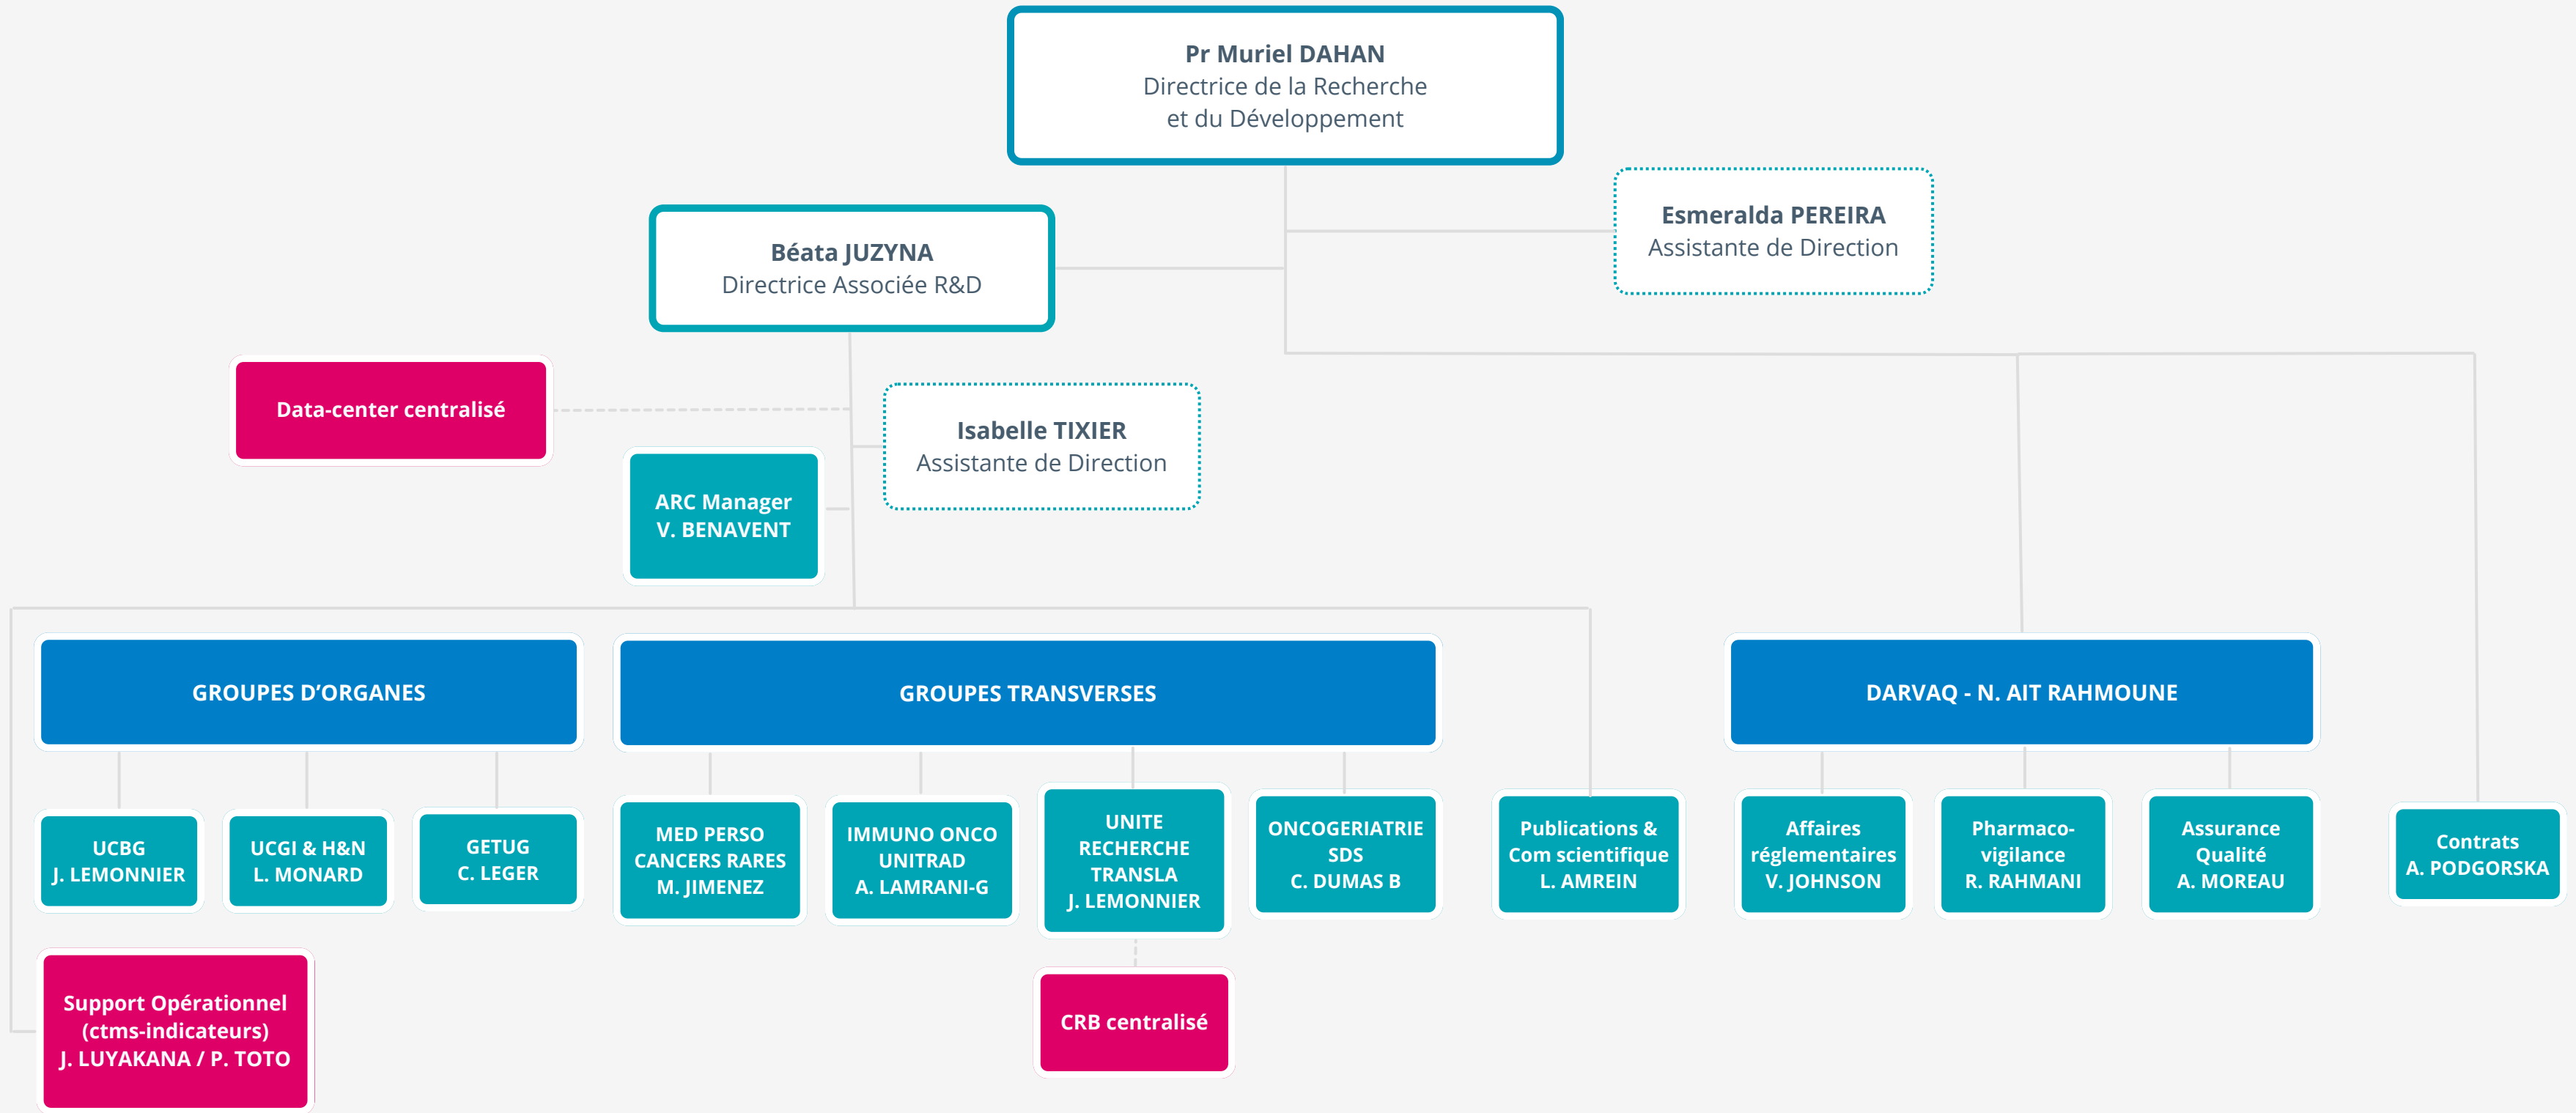 Pr Muriel DAHAN
Directrice de la Recherche
et du Développement
Esmeralda PEREIRA
Assistante de Direction
Béata JUZYNA
Directrice Associée R&D
Data-center centralisé
Isabelle TIXIER
Assistante de Direction
ARC Manager
V. BENAVENT
GROUPES D’ORGANES
GROUPES TRANSVERSES
DARVAQ - N. AIT RAHMOUNE
UCBG
J. LEMONNIER
UCGI & H&N
L. MONARD
GETUG
C. LEGER
MED PERSO
CANCERS RARES
M. JIMENEZ
IMMUNO ONCO
UNITRAD
A. LAMRANI-G
UNITE
RECHERCHE
TRANSLA
J. LEMONNIER
ONCOGERIATRIE
SDS
C. DUMAS B
Publications &
Com scientifique
L. AMREIN
Affaires
réglementaires
V. JOHNSON
Pharmaco-
vigilance
R. RAHMANI
Assurance
Qualité
A. MOREAU
Contrats
A. PODGORSKA
Support Opérationnel
(ctms-indicateurs)
J. LUYAKANA / P. TOTO
CRB centralisé